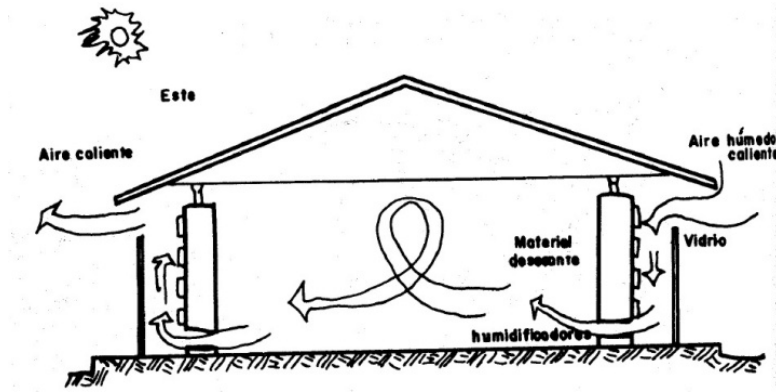 Este
Aire caliente
Aire húmedo
caliente
Vidrio
Material
desecante
humidificadores